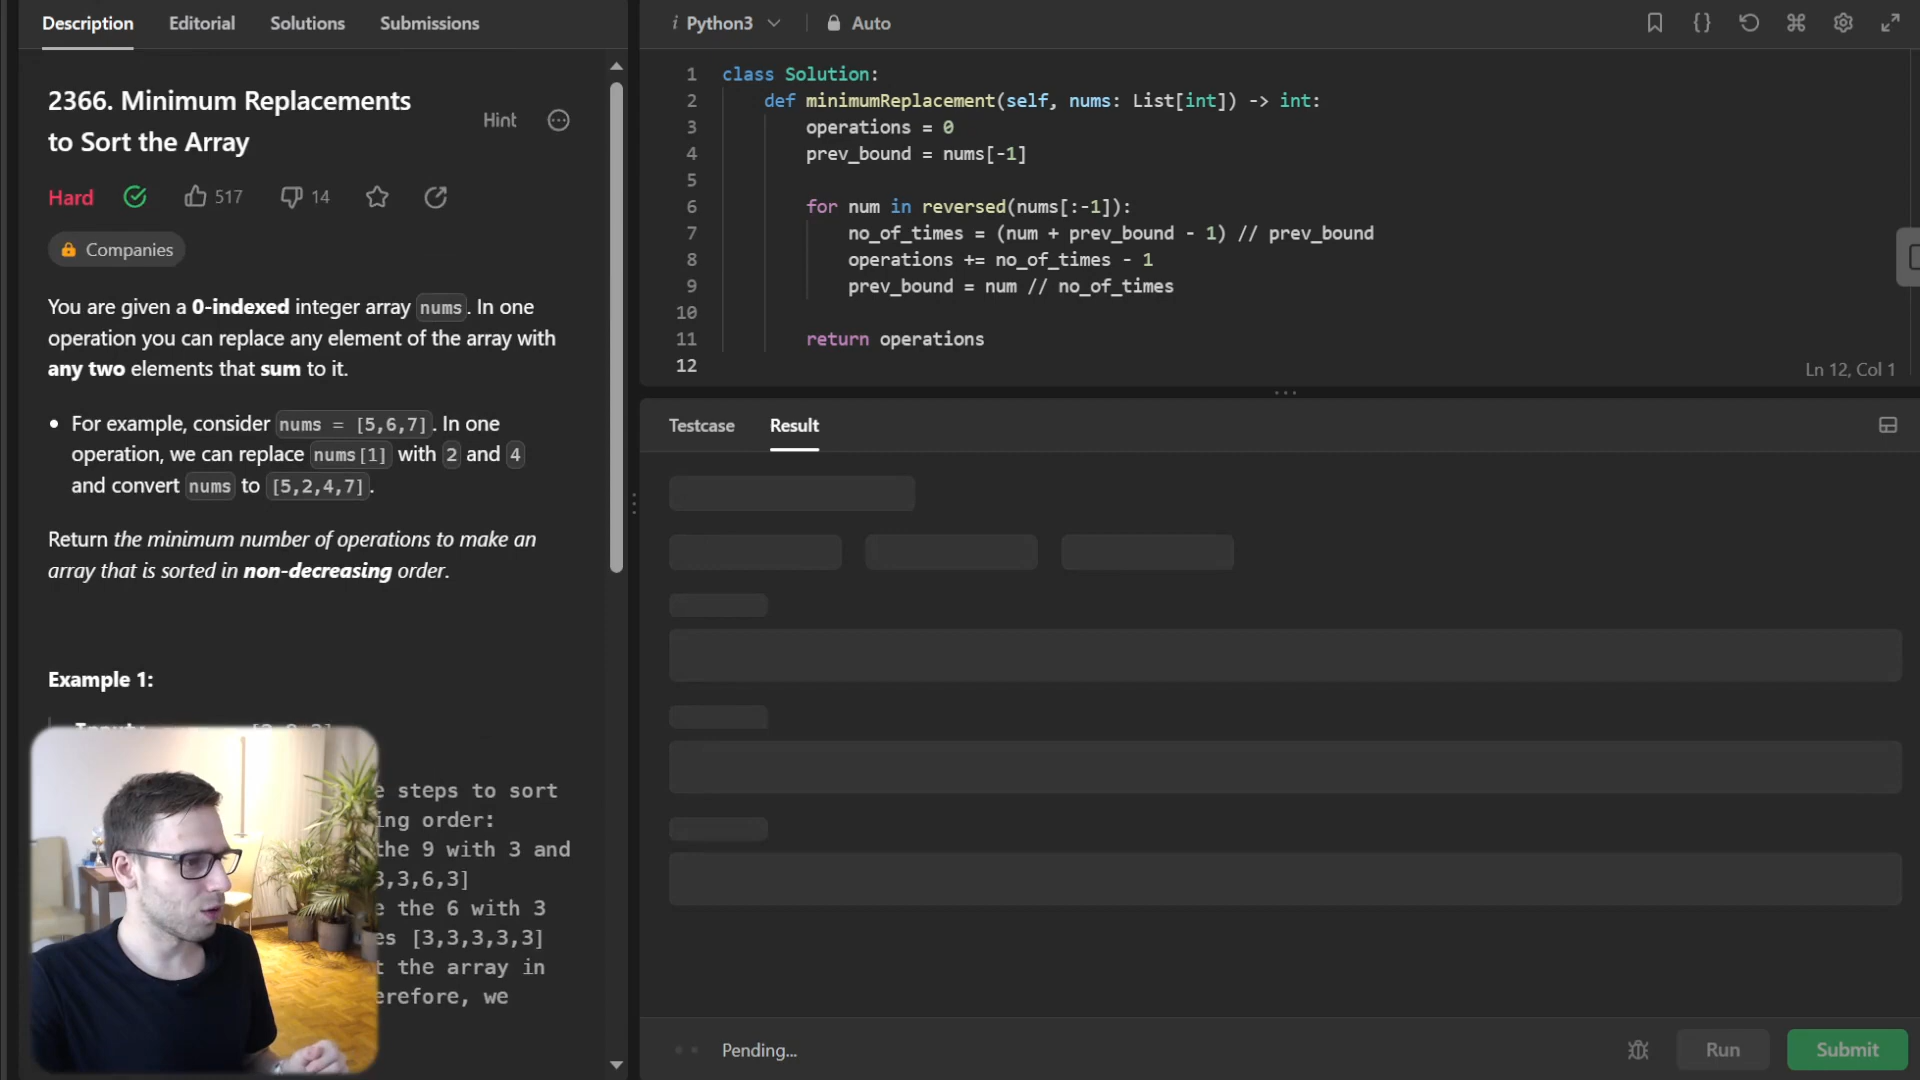 Description Editorial Solutions Submissions
2366. Minimum Replacements
to Sort the Array
Hint
Hard 517 14
Companies
You are given a 0-indexed integer array nums. In one
operation you can replace any element of the array with
any two elements that sum to it.
• For example, consider nums = [5,6,7]. In one
operation, we can replace nums[1] with 2 and 4
and convert nums to [5,2,4,7].
Return the minimum number of operations to make an
array that is sorted in non-decreasing order.
Example 1:
steps to sort
ing order:
the 9 with 3 and
3,3,6,3]
the 6 with 3
es [3,3,3,3,3]
the array in
erefore, we
i Python3 Auto
1 class Solution:
2 def minimumReplacement(self, nums: List[int]) -> int:
3 operations = 0
4 prev_bound = nums[-1]
5
6 for num in reversed(nums[:-1]):
7 no_of_times = (num + prev_bound - 1) // prev_bound
8 operations += no_of_times - 1
9 prev_bound = num // no_of_times
10
11 return operations
12
Ln 12, Col 1
Testcase Result
Pending...
Run Submit